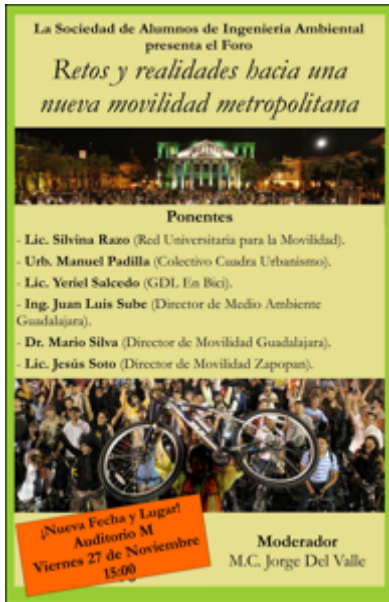 La Sociedad de Alumnos de Ingeniería Ambiental
presenta el Foro
Retos y realidades hacia una
nueva movilidad metropolitana
Ponentes
- Lic. Silvina Razo (Red Universitaria para la Movilidad).
- Urb. Manuel Padilla (Colectivo Cuadra Urbanismo).
- Lic. Yeriel Salcedo (GDL En Bici).
- Ing. Juan Luis Sube (Director de Medio Ambiente
Guadalajara).
- Dr. Mario Silva (Director de Movilidad Guadalajara).
- Lic. Jesús Soto (Director de Movilidad Zapopan).
¡Nueva Fecha y Lugar!
Auditorio M
Viernes 27 de Noviembre
15:00
Moderador
M.C. Jorge Del Valle